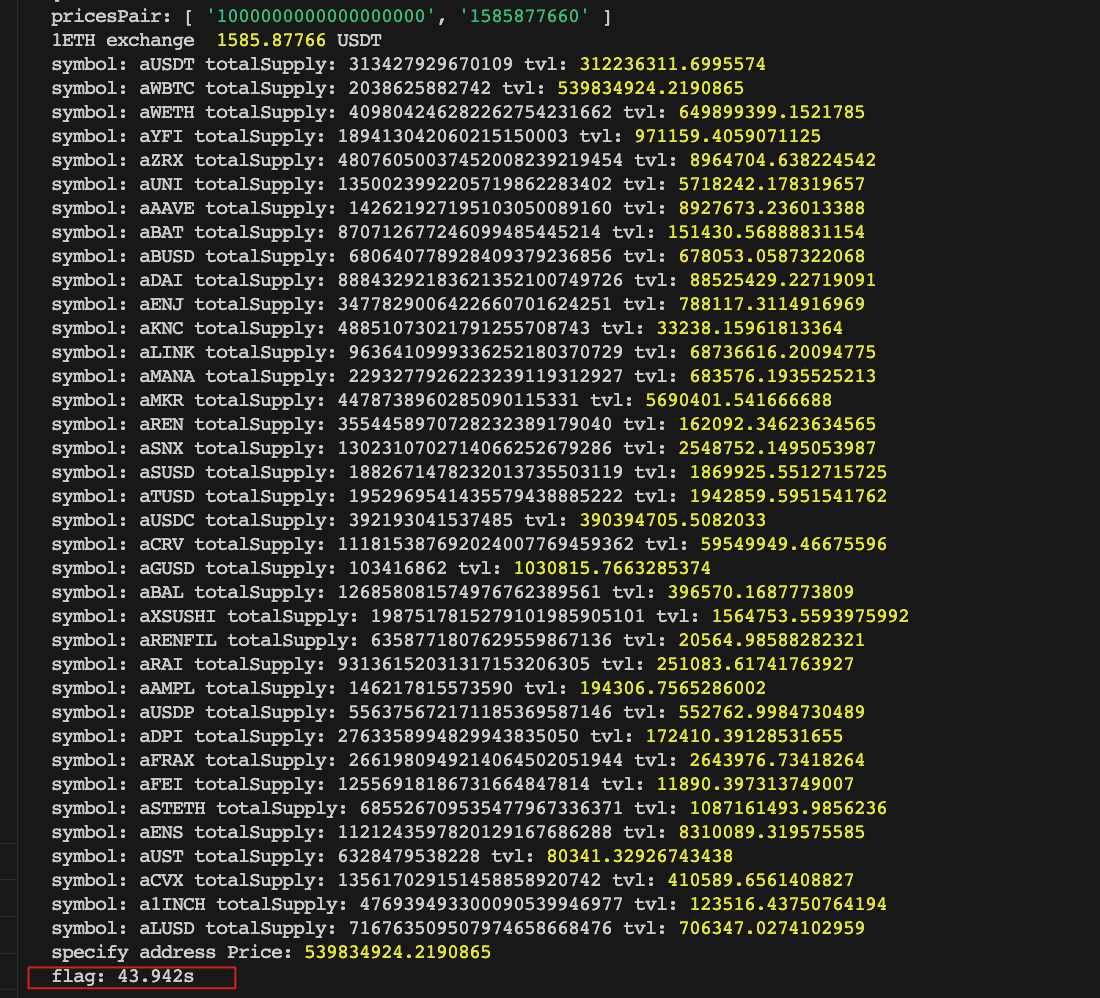 pricesPair: [ '1000000000000000000', '1585877660' ]
1ETH exchange  1585.87766 USDT
symbol: aUSDT totalSupply: 313427929670109 tvl: 312236311.6995574
symbol: aWBTC totalSupply: 2038625882742 tvl: 539834924.2190865
symbol: aWETH totalSupply: 409804246282262754231662 tvl: 649899399.1521785
symbol: aYFI totalSupply: 189413042060215150003 tvl: 971159.4059071125
symbol: aZRX totalSupply: 48076050037452008239219454 tvl: 8964704.638224542
symbol: aUNI totalSupply: 1350023992205719862283402 tvl: 5718242.178319657
symbol: aAAVE totalSupply: 142621927195103050089160 tvl: 8927673.236013388
symbol: aBAT totalSupply: 870712677246099485445214 tvl: 151430.56888831154
symbol: aBUSD totalSupply: 680640778928409379236856 tvl: 678053.0587322068
symbol: aDAI totalSupply: 88843292183621352100749726 tvl: 88525429.22719091
symbol: aENJ totalSupply: 3477829006422660701624251 tvl: 788117.3114916969
symbol: aKNC totalSupply: 48851073021791255708743 tvl: 33238.15961813364
symbol: aLINK totalSupply: 9636410999336252180370729 tvl: 68736616.20094775
symbol: aMANA totalSupply: 2293277926223239119312927 tvl: 683576.1935525213
symbol: aMKR totalSupply: 4478738960285090115331 tvl: 5690401.541666688
symbol: aREN totalSupply: 3554458970728232389179040 tvl: 162092.34623634565
symbol: aSNX totalSupply: 1302310702714066252679286 tvl: 2548752.1495053987
symbol: aSUSD totalSupply: 1882671478232013735503119 tvl: 1869925.5512715725
symbol: aTUSD totalSupply: 1952969541435579438885222 tvl: 1942859.5951541762
symbol: aUSDC totalSupply: 392193041537485 tvl: 390394705.5082033
symbol: aCRV totalSupply: 111815387692024007769459362 tvl: 59549949.46675596
symbol: aGUSD totalSupply: 103416862 tvl: 1030815.7663285374
symbol: aBAL totalSupply: 126858081574976762389561 tvl: 396570.1687773809
symbol: aXSUSHI totalSupply: 1987517815279101985905101 tvl: 1564753.5593975992
symbol: aRENFIL totalSupply: 6358771807629559867136 tvl: 20564.98588282321
symbol: aRAI totalSupply: 93136152031317153206305 tvl: 251083.61741763927
symbol: aAMPL totalSupply: 146217815573590 tvl: 194306.7565286002
symbol: aUSDP totalSupply: 556375672171185369587146 tvl: 552762.9984730489
symbol: aDPI totalSupply: 2763358994829943835050 tvl: 172410.39128531655
symbol: aFRAX totalSupply: 2661980949214064502051944 tvl: 2643976.73418264
symbol: aFEI totalSupply: 12556918186731664847814 tvl: 11890.397313749007
symbol: aSTETH totalSupply: 685526709535477967336371 tvl: 1087161493.9856236
symbol: aENS totalSupply: 1121243597820129167686288 tvl: 8310089.319575585
symbol: aUST totalSupply: 6328479538228 tvl: 80341.32926743438
symbol: aCVX totalSupply: 135617029151458858920742 tvl: 410589.6561408827
symbol: a1INCH totalSupply: 476939493300090539946977 tvl: 123516.43750764194
symbol: aLUSD totalSupply: 716763509507974658668476 tvl: 706347.0274102959
specify address Price: 539834924.2190865
flag: 43.942s